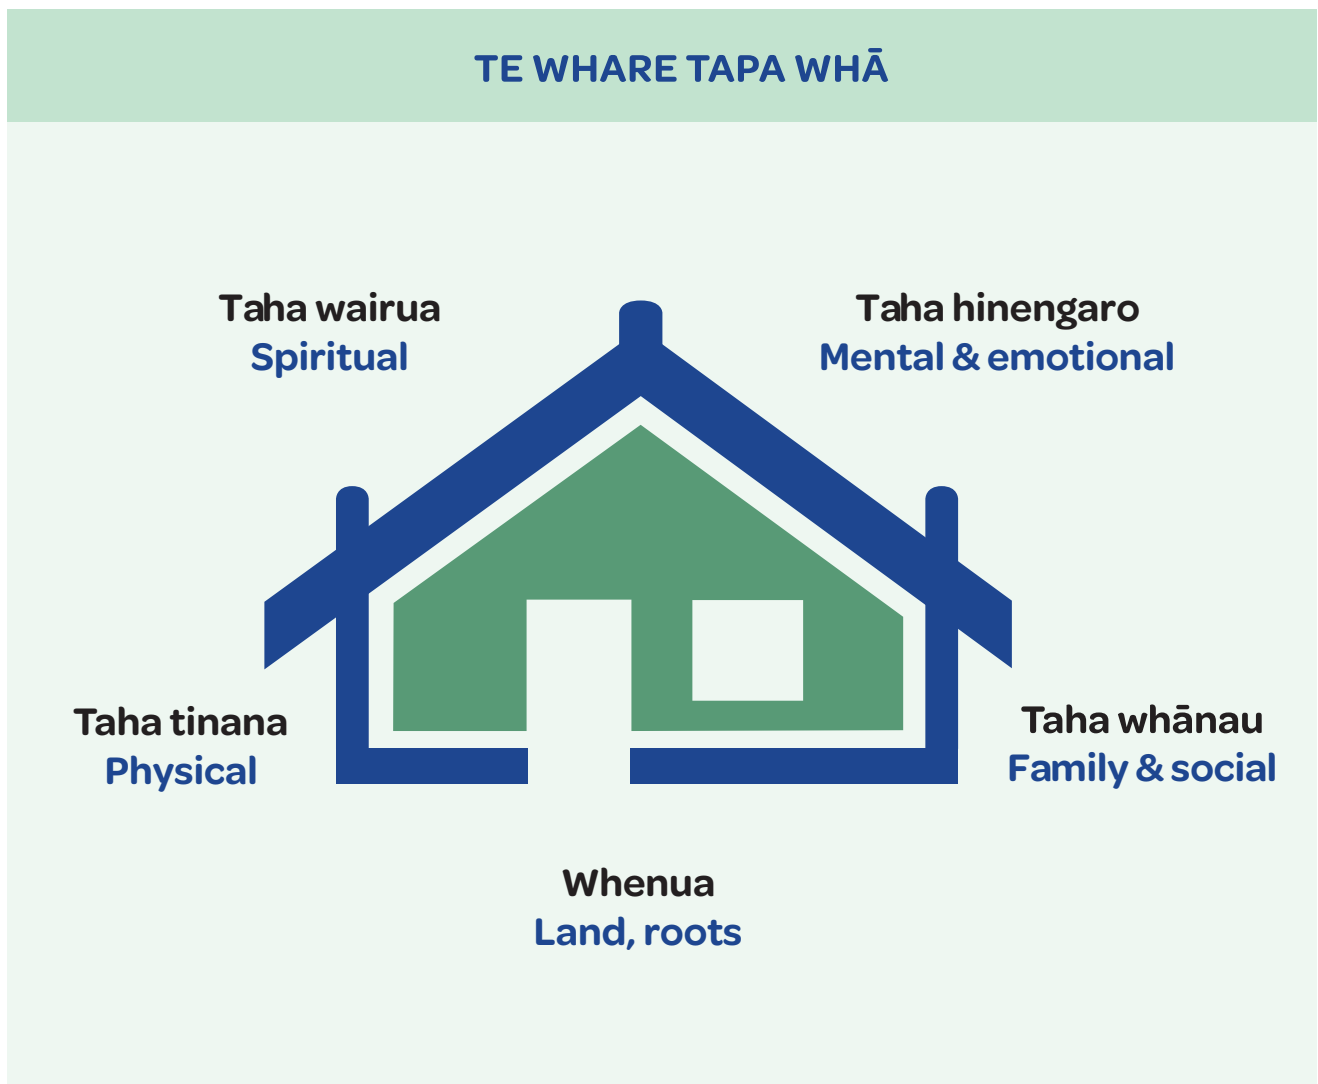 TE WHARE TAPA WHĀ
Taha wairua
Spiritual
Taha hinengaro
Mental & emotional
Taha tinana
Physical
Taha whānau
Family & social
Whenua
Land, roots